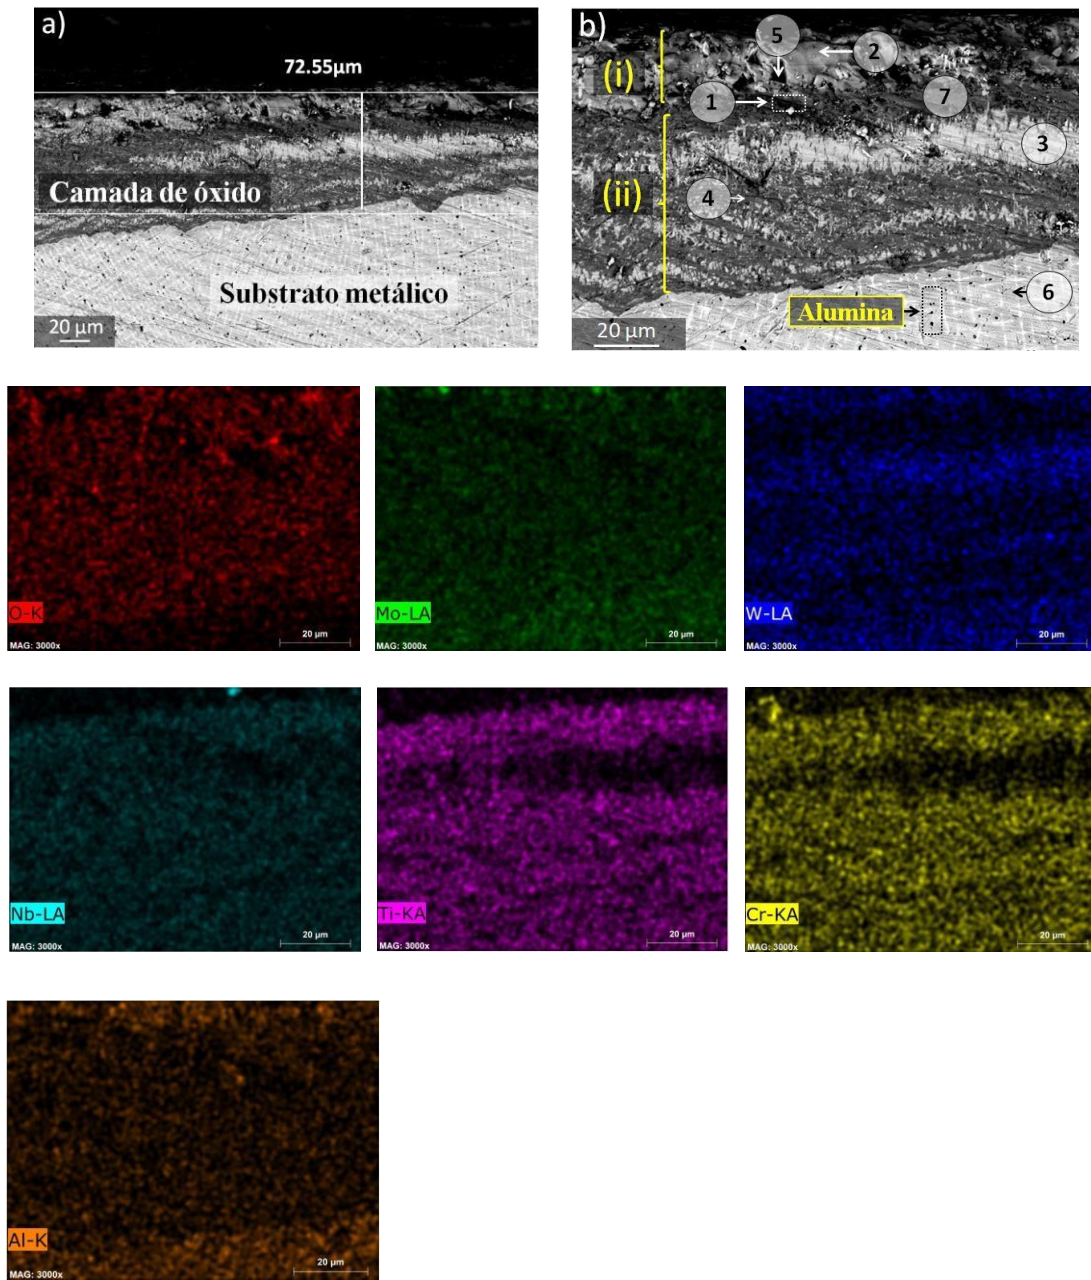 a)
72.55µm
Camada de óxido
Substrato metálico
20 µm
b)
5
2
(i)
1
7
3
(ii)
4
6
Alumina
20 µm
O-K
MAG: 3000x
20 µm
Mo-LA
MAG: 3000x
20 µm
W-LA
MAG: 3000x
20 µm
Nb-LA
MAG: 3000x
20 µm
Ti-KA
MAG: 3000x
20 µm
Cr-KA
MAG: 3000x
20 µm
Al-K
MAG: 3000x
20 µm